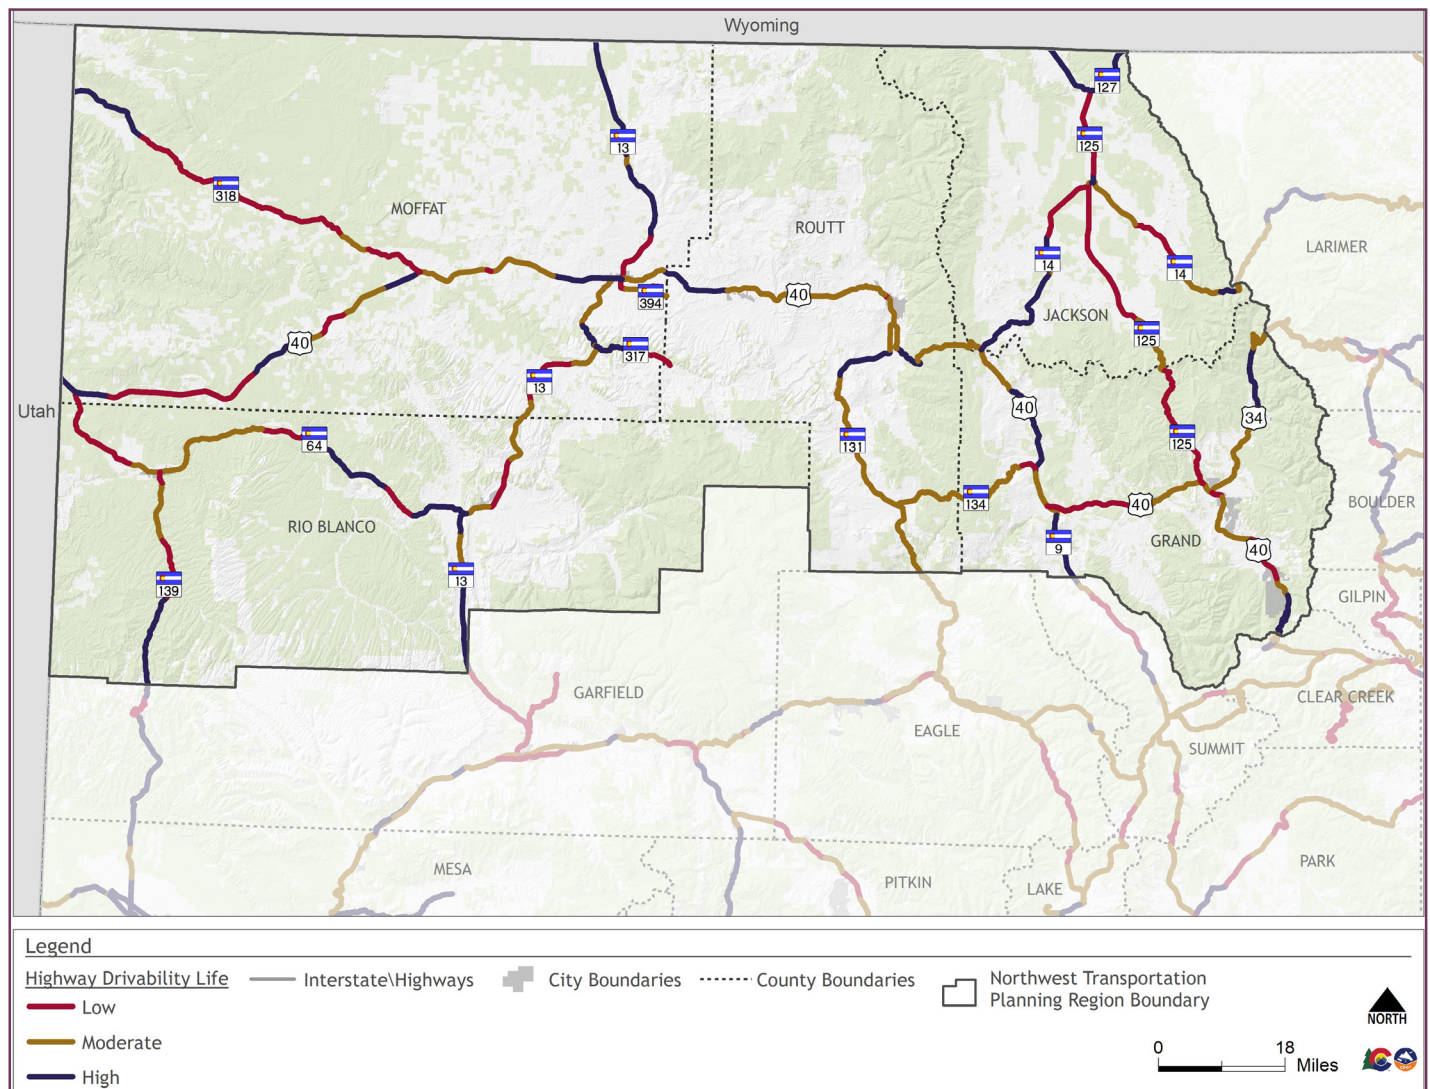 Wyoming
127
13
125
318
MOFFAT
ROUTT
LARIMER
14
14
394
40
JACKSON
125
40
317
13
Utah
40
34
64
131
125
134
40
BOULDER
RIO BLANCO
9
GRAND
40
139
13
GILPIN
GARFIELD
CLEAR CREEK
EAGLE
SUMMIT
MESA
PITKIN
LAKE
PARK
Legend
Highway Drivability Life
Interstate\Highways
City Boundaries
County Boundaries
Northwest Transportation
Planning Region Boundary
Low
Moderate
High
NORTH
0 18
Miles